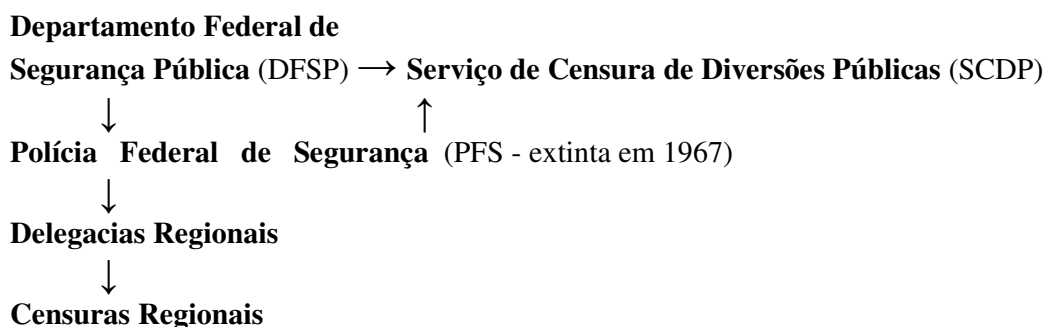 Departamento Federal de
Segurança Pública (DFSP) → Serviço de Censura de Diversões Públicas (SCDP)
↓ ↑
Polícia Federal de Segurança (PFS - extinta em 1967)
↓
Delegacias Regionais
↓
Censuras Regionais